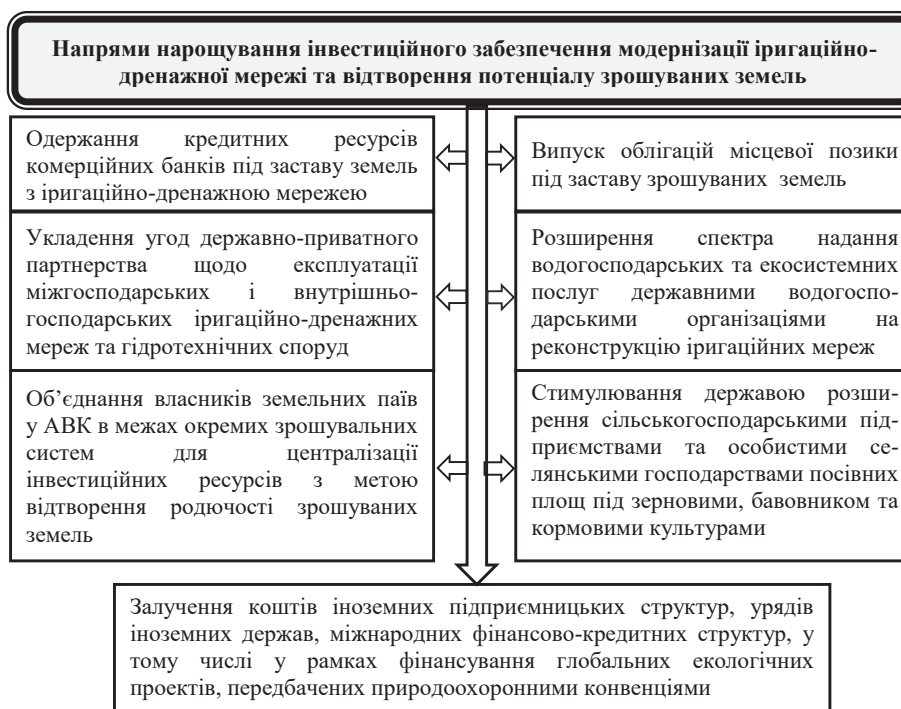 Напрями нарощування інвестиційного забезпечення модернізації іригаційно-
дренажної мережі та відтворення потенціалу зрошуваних земель
Одержання кредитних ресурсів
комерційних банків під заставу земель
з іригаційно-дренажною мережею
Випуск облігацій місцевої позики
під заставу зрошуваних земель
Укладення угод державно-приватного
партнерства щодо експлуатації
міжгосподарських і внутрішньо-
господарських іригаційно-дренажних
мереж та гідротехнічних споруд
Розширення спектра надання
водогосподарських та екосистемних
послуг державними водогоспо-
дарськими організаціями на
реконструкцію іригаційних мереж
Об’єднання власників земельних паїв
у АВК в межах окремих зрошувальних
систем для централізації
інвестиційних ресурсів з метою
відтворення родючості зрошуваних
земель
Стимулювання державою розши-
рення сільськогосподарськими під-
приємствами та особистими се-
лянськими господарствами посівних
площ під зерновими, бавовником та
кормовими культурами
Залучення коштів іноземних підприємницьких структур, урядів
іноземних держав, міжнародних фінансово-кредитних структур, у
тому числі у рамках фінансування глобальних екологічних
проектів, передбачених природоохоронними конвенціями